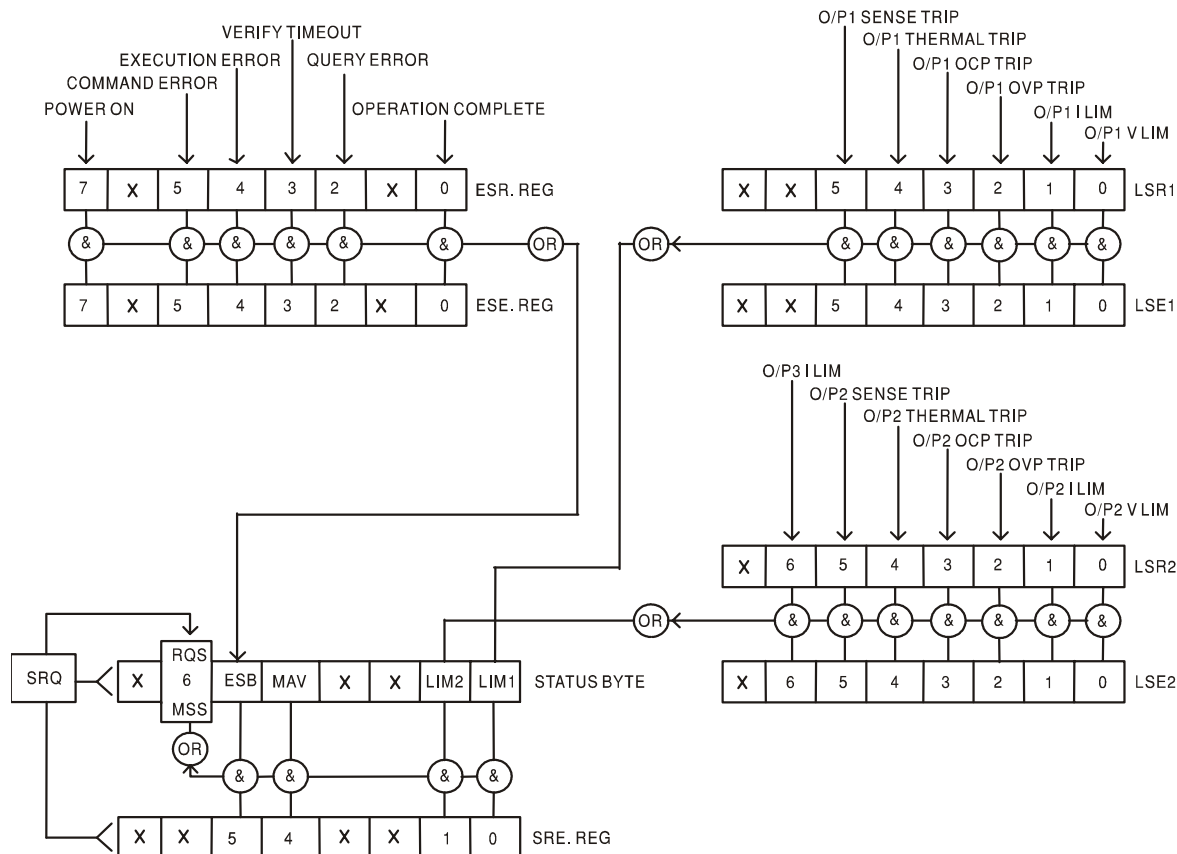 VERIFY TIMEOUT
EXECUTION ERROR QUERY ERROR
COMMAND ERROR
POWER ON OPERATION COMPLETE
7 X 5 4 3 2 X 0 ESR. REG
& & & & & & OR
7 X 5 4 3 2 X 0 ESE. REG
O/P1 SENSE TRIP
O/P1 THERMAL TRIP
O/P1 OCP TRIP
O/P1 OVP TRIP
O/P1 I LIM
O/P1 V LIM
X X 5 4 3 2 1 0 LSR1
OR & & & & & &
X X 5 4 3 2 1 0 LSE1
O/P3 I LIM
O/P2 SENSE TRIP
O/P2 THERMAL TRIP
O/P2 OCP TRIP
O/P2 OVP TRIP
O/P2 I LIM
O/P2 V LIM
X 6 5 4 3 2 1 0 LSR2
OR & & & & & & &
X 6 5 4 3 2 1 0 LSE2
SRQ
X RQS 6 MSS ESB MAV X X LIM2 LIM1 STATUS BYTE
OR
& & & &
X X 5 4 X X 1 0 SRE. REG